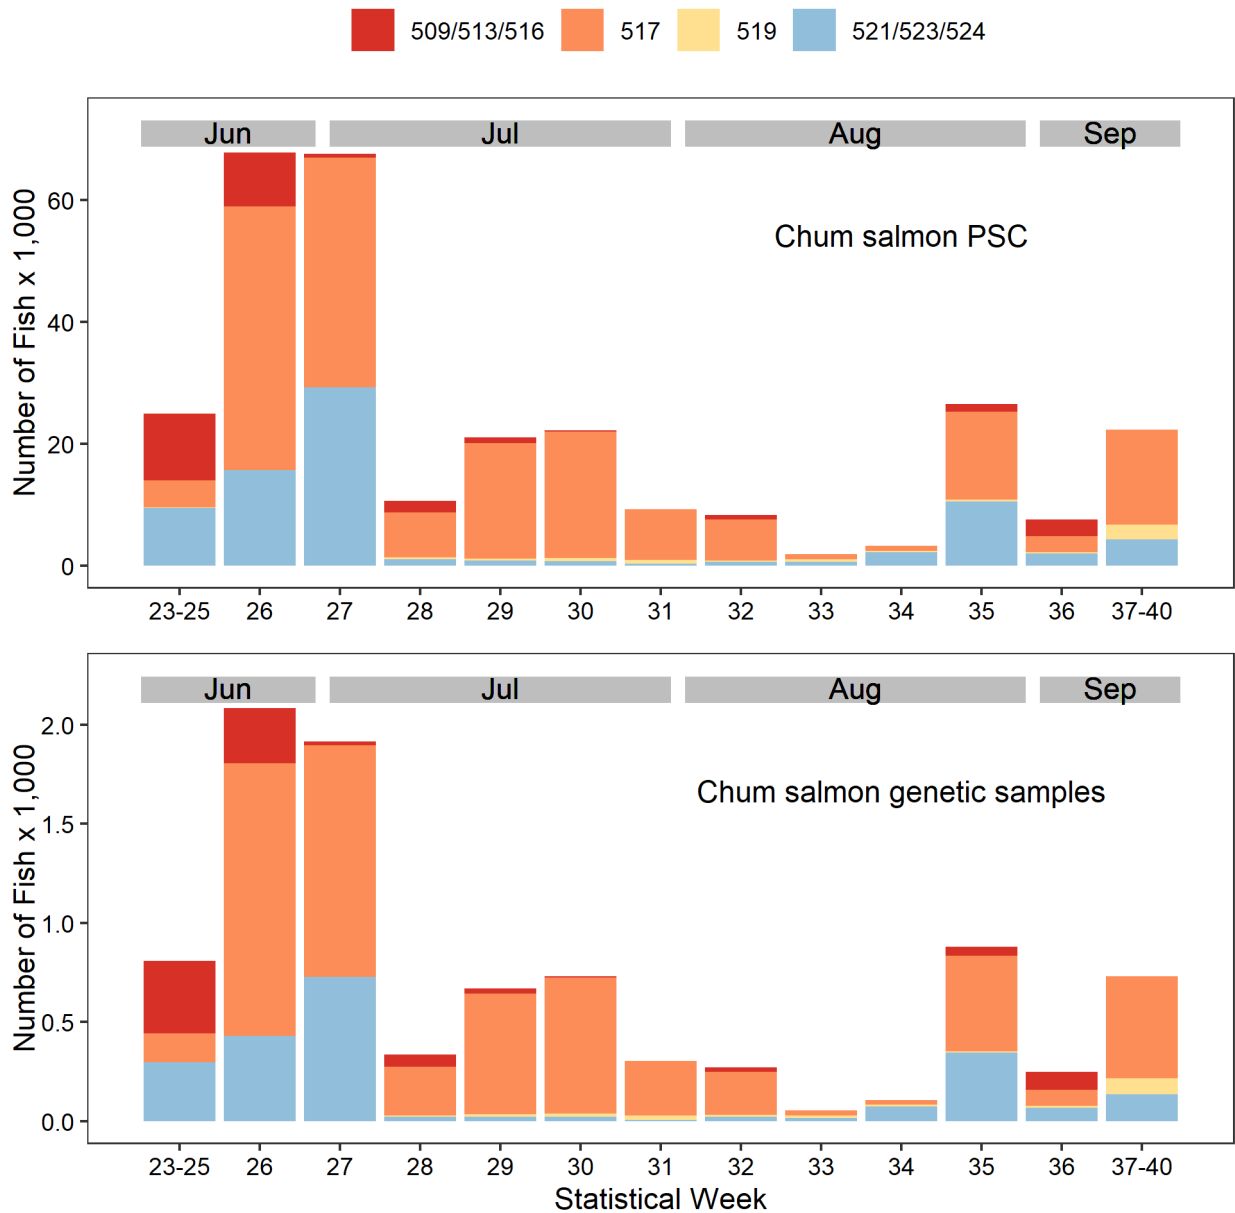 509/513/516 517 519 521/523/524
Jun Jul Aug Sep
Chum salmon PSC
Number of Fish x 1,000
60
40
20
0
23-25 26 27 28 29 30 31 32 33 34 35 36 37-40
Jun Jul Aug Sep
Chum salmon genetic samples
Number of Fish x 1,000
2.0
1.5
1.0
0.5
0.0
23-25 26 27 28 29 30 31 32 33 34 35 36 37-40
Statistical Week